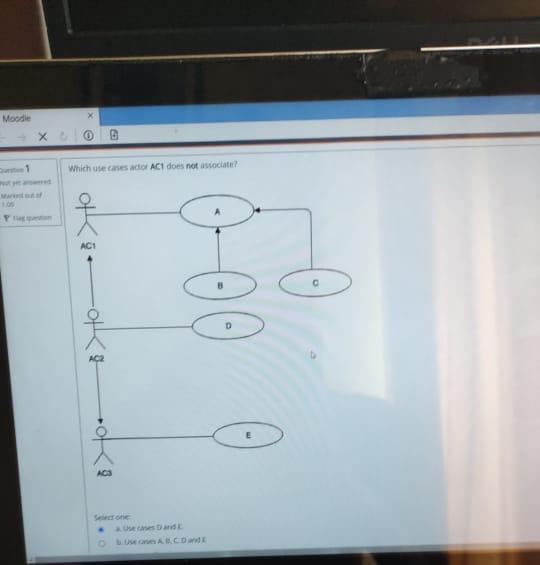 Moodle
Question 1
Not yet answered
Marked out of
1.00
Flag question
Which use cases actor AC1 does not associate?
A
AC1
B
C
D
AC2
E
AC3
Select one:
a. Use cases D and E
b. Use cases A, B, C, D and E